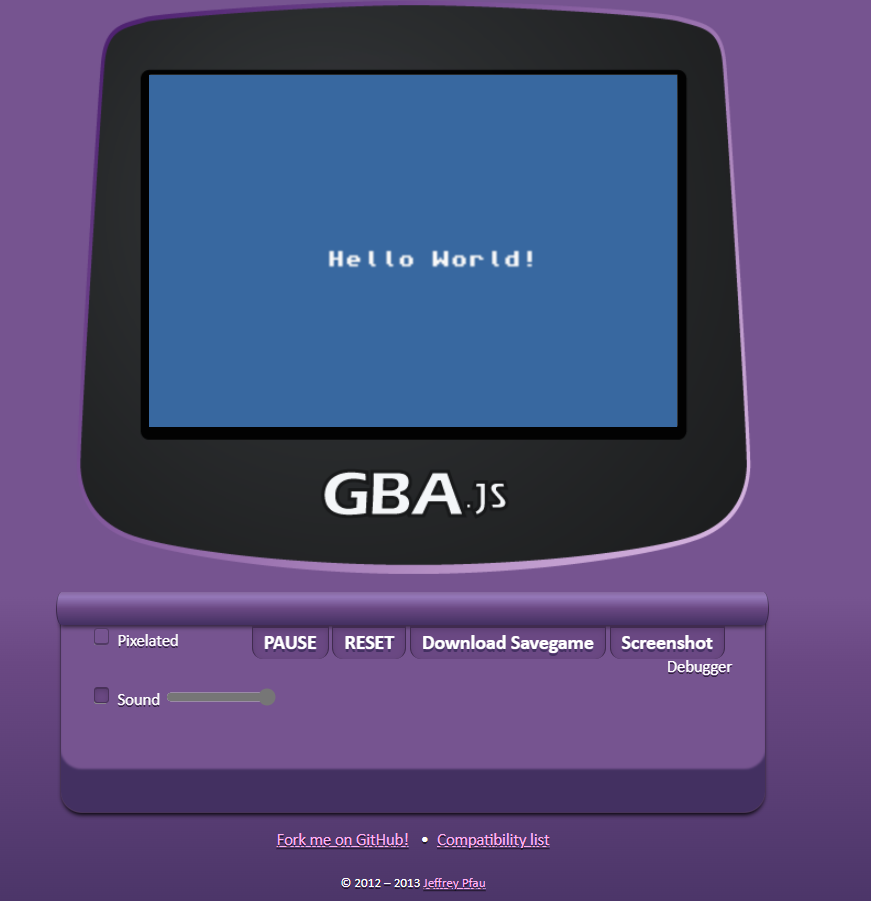 Hello World!
GBA.JS
Pixelated
PAUSE RESET Download Savegame Screenshot
Debugger
Sound
Fork me on GitHub! • Compatibility list
© 2012 – 2013 Jeffrey Pfau